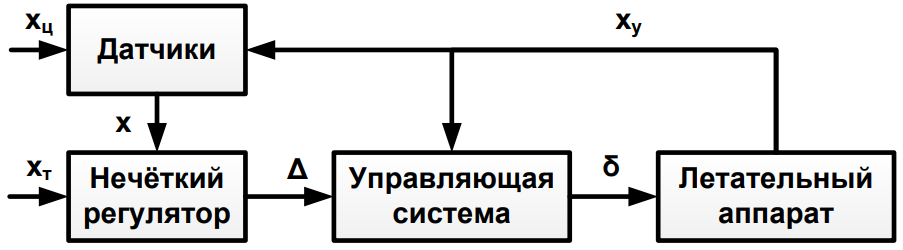 xц
Датчики
xу
x
xт
Нечёткий
регулятор
Δ
Управляющая
система
δ
Летательный
аппарат